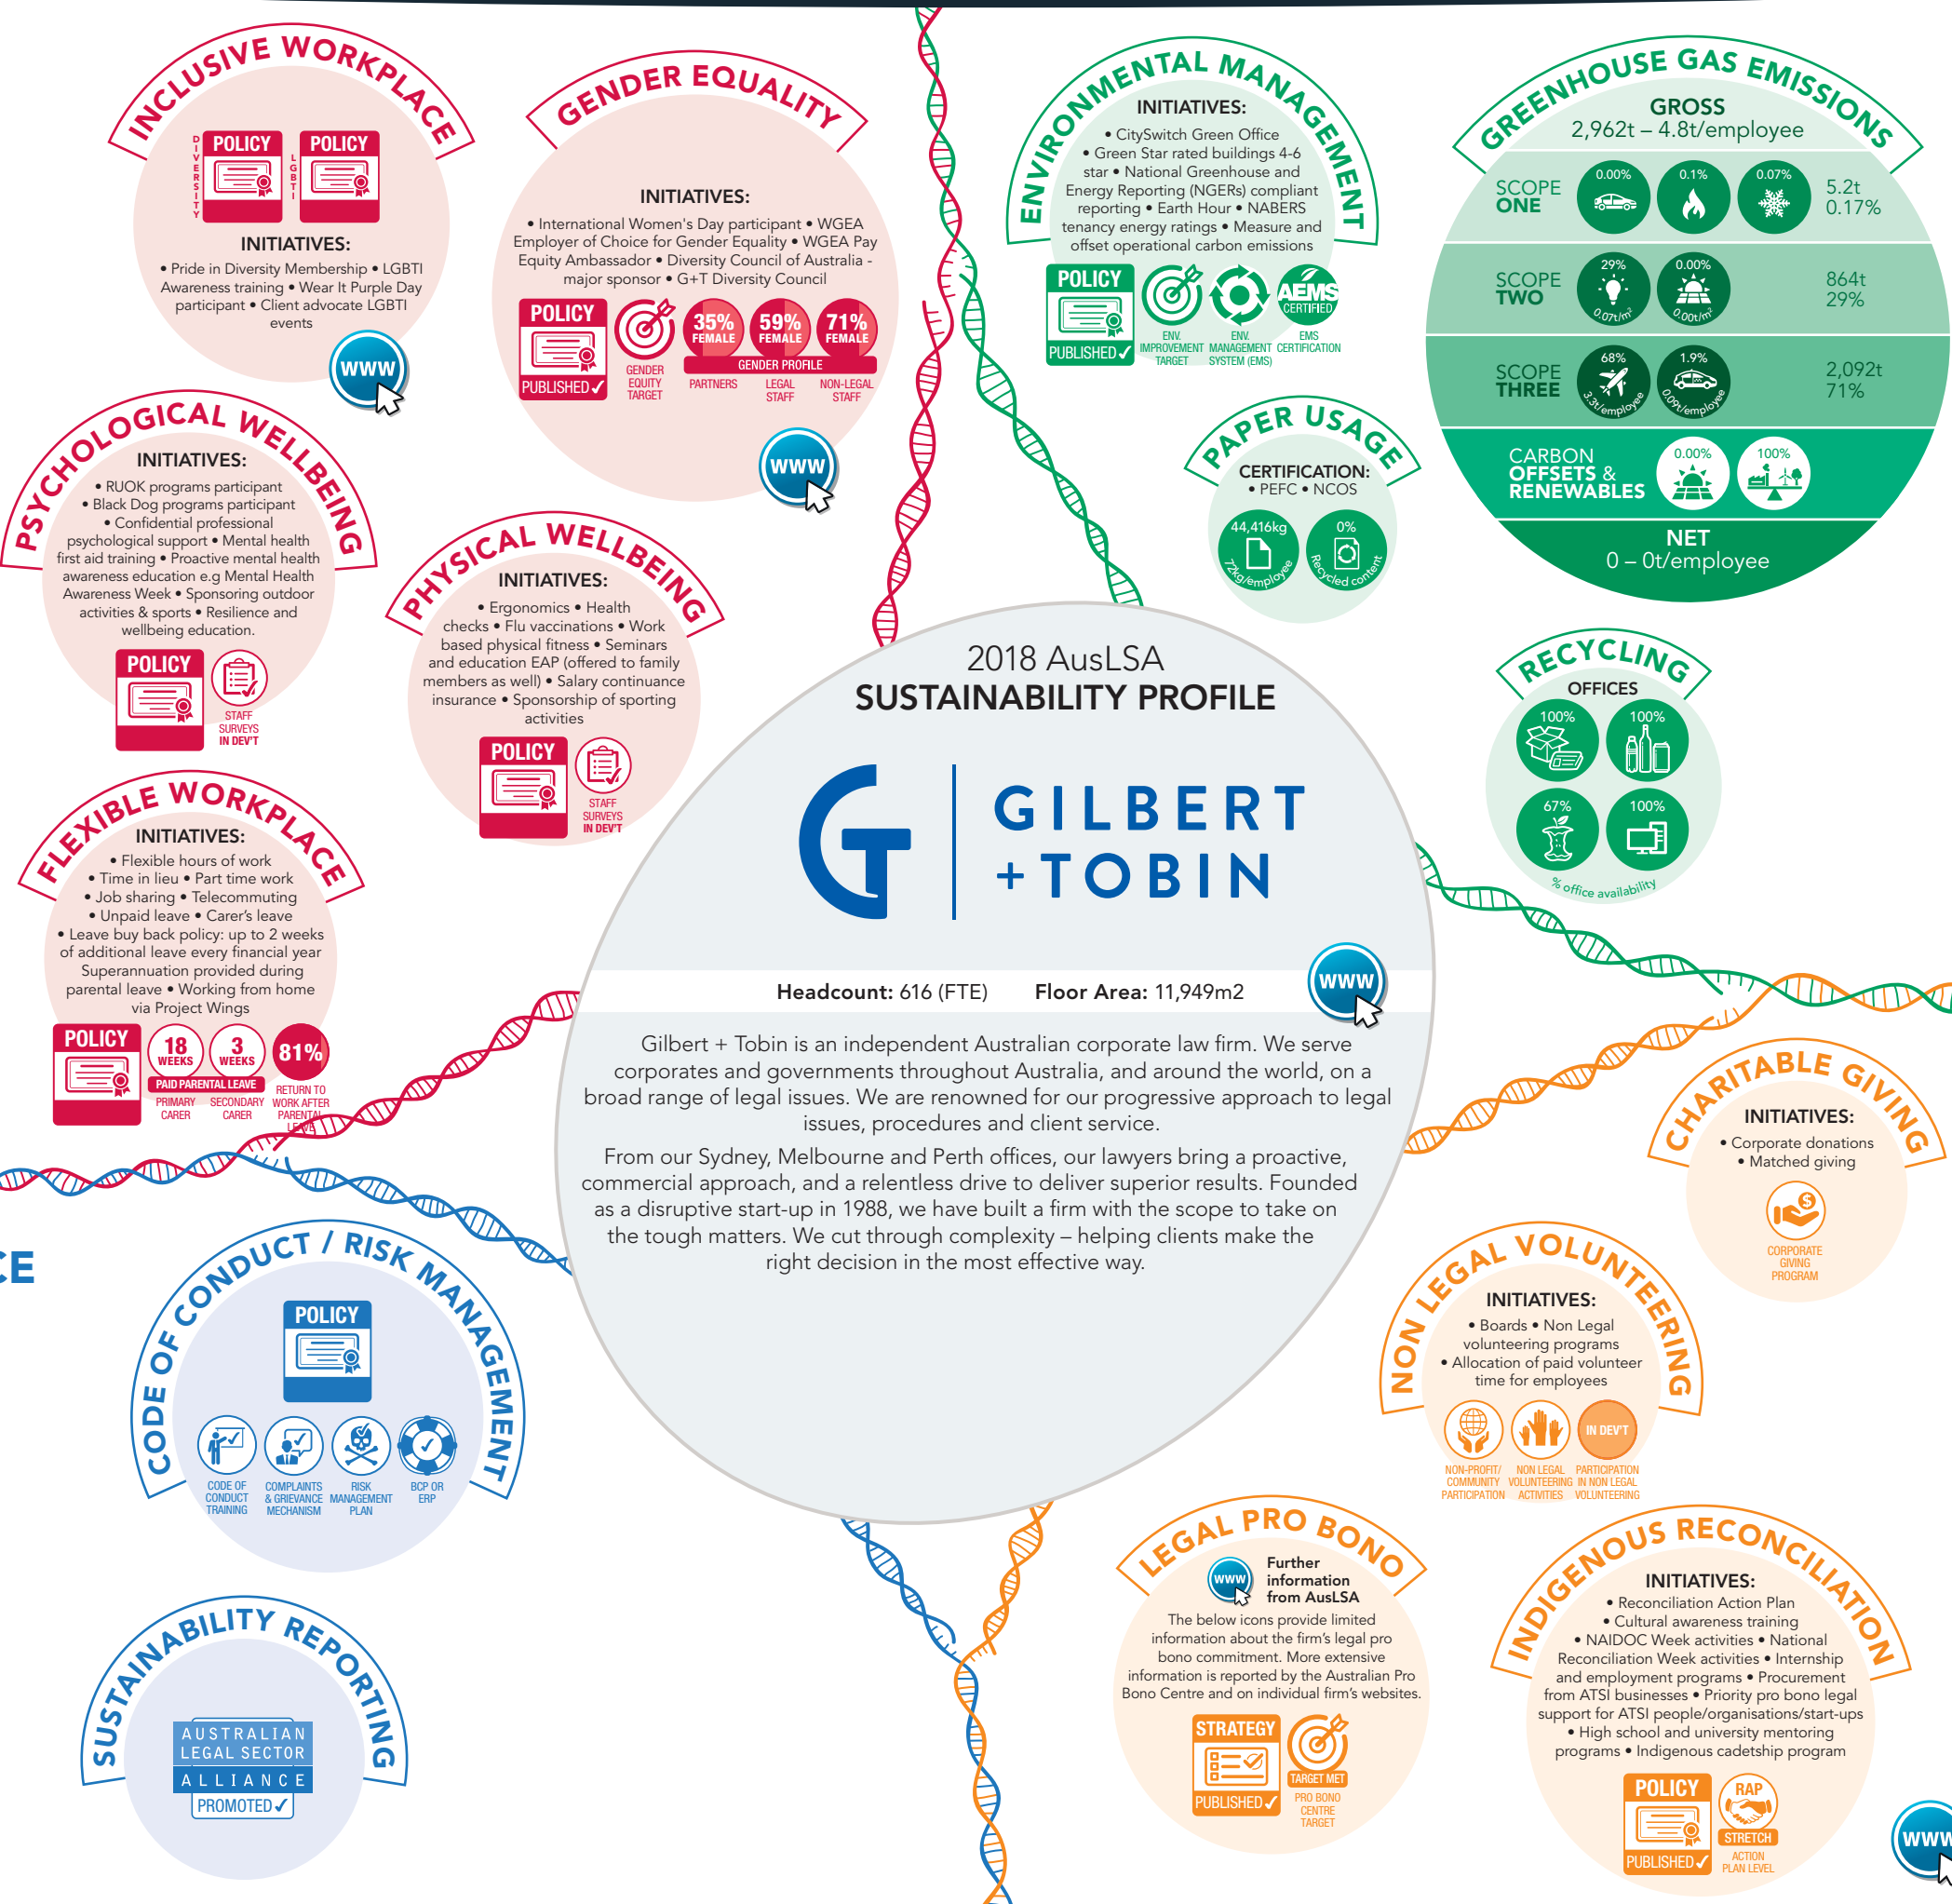 INCLUSIVE WORKPLACE
DIVERSITY
POLICY
LGBTI
POLICY
INITIATIVES:
• Pride in Diversity Membership • LGBTI
Awareness training • Wear It Purple Day
participant • Client advocate LGBTI
events
www
GENDER EQUALITY
INITIATIVES:
• International Women's Day participant • WGEA
Employer of Choice for Gender Equality • WGEA Pay
Equity Ambassador • Diversity Council of Australia -
major sponsor • G+T Diversity Council
POLICY
PUBLISHED ✓
GENDER
EQUITY
TARGET
35%
FEMALE
59%
FEMALE
71%
FEMALE
GENDER PROFILE
PARTNERS
LEGAL
STAFF
NON-LEGAL
STAFF
www
PSYCHOLOGICAL WELLBEING
INITIATIVES:
• RUOK programs participant
• Black Dog programs participant
• Confidential professional
psychological support • Mental health
first aid training • Proactive mental health
awareness education e.g Mental Health
Awareness Week • Sponsoring outdoor
activities & sports • Resilience and
wellbeing education.
POLICY
STAFF
SURVEYS
IN DEV'T
PHYSICAL WELLBEING
INITIATIVES:
• Ergonomics • Health
checks • Flu vaccinations • Work
based physical fitness • Seminars
and education EAP (offered to family
members as well) • Salary continuance
insurance • Sponsorship of sporting
activities
POLICY
STAFF
SURVEYS
IN DEV'T
FLEXIBLE WORKPLACE
INITIATIVES:
• Flexible hours of work
• Time in lieu • Part time work
• Job sharing • Telecommuting
• Unpaid leave • Carer's leave
• Leave buy back policy: up to 2 weeks
of additional leave every financial year
Superannuation provided during
parental leave • Working from home
via Project Wings
POLICY
18
WEEKS
3
WEEKS
PAID PARENTAL LEAVE
PRIMARY
CARER
SECONDARY
CARER
81%
RETURN TO
WORK AFTER
PARENTAL
LEAVE
ENVIRONMENTAL MANAGEMENT
INITIATIVES:
• CitySwitch Green Office
• Green Star rated buildings 4-6
star • National Greenhouse and
Energy Reporting (NGERs) compliant
reporting • Earth Hour • NABERS
tenancy energy ratings • Measure and
offset operational carbon emissions
POLICY
PUBLISHED ✓
ENV.
IMPROVEMENT
TARGET
ENV.
MANAGEMENT
SYSTEM (EMS)
AEMS
CERTIFIED
EMS
CERTIFICATION
GREENHOUSE GAS EMISSIONS
GROSS
2,962t – 4.8t/employee
SCOPE
ONE
0.00%
0.1%
0.07%
5.2t
0.17%
SCOPE
TWO
29%
0.07t/m²
0.00%
0.00t/m²
864t
29%
SCOPE
THREE
68%
3.3t/employee
1.9%
0.09t/employee
2,092t
71%
CARBON
OFFSETS &
RENEWABLES
0.00%
100%
NET
0 – 0t/employee
PAPER USAGE
CERTIFICATION:
• PEFC • NCOS
44,416kg
72kg/employee
0%
Recycled content
RECYCLING
OFFICES
100%
100%
67%
100%
% office availability
2018 AusLSA
SUSTAINABILITY PROFILE
GT
GILBERT
+ TOBIN
Headcount: 616 (FTE) Floor Area: 11,949m2
www
Gilbert + Tobin is an independent Australian corporate law firm. We serve
corporates and governments throughout Australia, and around the world, on a
broad range of legal issues. We are renowned for our progressive approach to legal
issues, procedures and client service.
From our Sydney, Melbourne and Perth offices, our lawyers bring a proactive,
commercial approach, and a relentless drive to deliver superior results. Founded
as a disruptive start-up in 1988, we have built a firm with the scope to take on
the tough matters. We cut through complexity – helping clients make the
right decision in the most effective way.
CE
CODE OF CONDUCT / RISK MANAGEMENT
POLICY
CODE OF
CONDUCT
TRAINING
COMPLAINTS
& GRIEVANCE
MECHANISM
RISK
MANAGEMENT
PLAN
BCP OR
ERP
SUSTAINABILITY REPORTING
AUSTRALIAN
LEGAL SECTOR
ALLIANCE
PROMOTED ✓
CHARITABLE GIVING
INITIATIVES:
• Corporate donations
• Matched giving
$
CORPORATE
GIVING
PROGRAM
NON LEGAL VOLUNTEERING
INITIATIVES:
• Boards • Non Legal
volunteering programs
• Allocation of paid volunteer
time for employees
NON-PROFIT/
COMMUNITY
PARTICIPATION
NON LEGAL
VOLUNTEERING
ACTIVITIES
IN DEV'T
PARTICIPATION
IN NON LEGAL
VOLUNTEERING
LEGAL PRO BONO
www
Further
information
from AusLSA
The below icons provide limited
information about the firm's legal pro
bono commitment. More extensive
information is reported by the Australian Pro
Bono Centre and on individual firm's websites.
STRATEGY
PUBLISHED ✓
TARGET MET
PRO BONO
CENTRE
TARGET
INDIGENOUS RECONCILIATION
INITIATIVES:
• Reconciliation Action Plan
• Cultural awareness training
• NAIDOC Week activities • National
Reconciliation Week activities • Internship
and employment programs • Procurement
from ATSI businesses • Priority pro bono legal
support for ATSI people/organisations/start-ups
• High school and university mentoring
programs • Indigenous cadetship program
POLICY
PUBLISHED ✓
RAP
STRETCH
ACTION
PLAN LEVEL
www